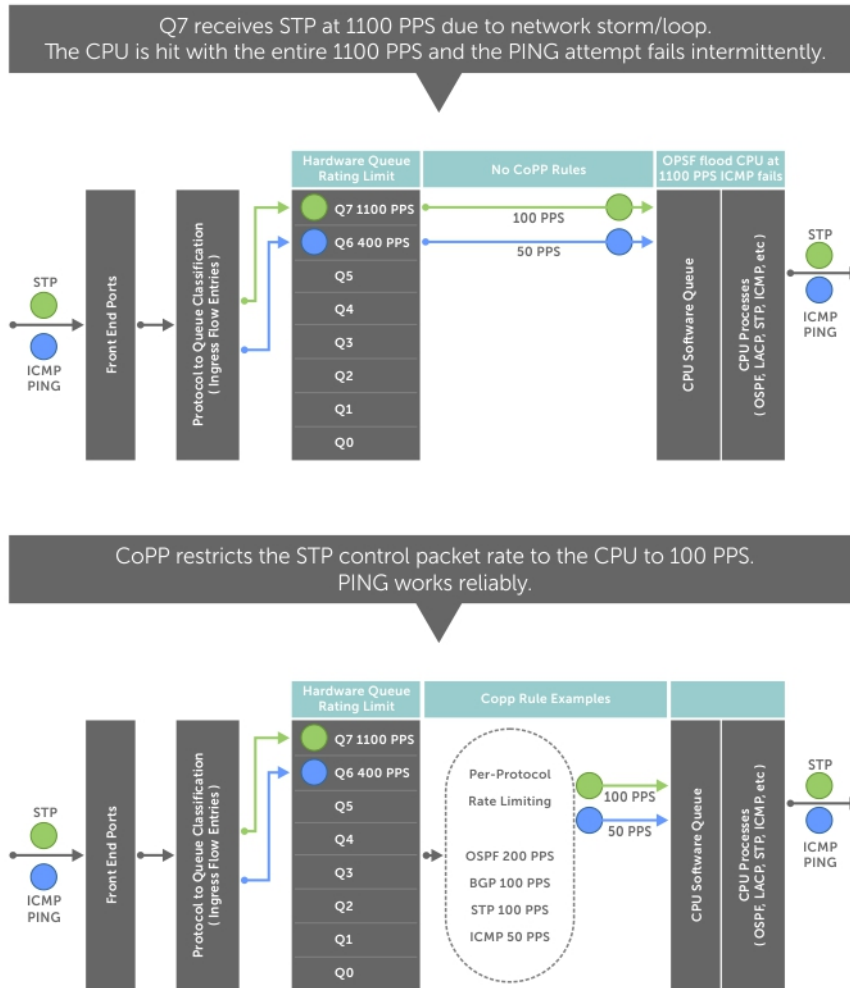 Q7 receives STP at 1100 PPS due to network storm/loop.
The CPU is hit with the entire 1100 PPS and the PING attempt fails intermittently.
Hardware Queue
Rating Limit
No CoPP Rules
OPSF flood CPU at
1100 PPS ICMP fails
STP
ICMP
PING
Front End Ports
Protocol to Queue Classification
( Ingress Flow Entries )
Q7 1100 PPS
Q6 400 PPS
Q5
Q4
Q3
Q2
Q1
Q0
100 PPS
50 PPS
CPU Software Queue
CPU Processes
( OSPF, LACP, STP, ICMP, etc )
STP
ICMP
PING
CoPP restricts the STP control packet rate to the CPU to 100 PPS.
PING works reliably.
Hardware Queue
Rating Limit
Copp Rule Examples
STP
ICMP
PING
Front End Ports
Protocol to Queue Classification
( Ingress Flow Entries )
Q7 1100 PPS
Q6 400 PPS
Q5
Q4
Q3
Q2
Q1
Q0
Per-Protocol
Rate Limiting
OSPF 200 PPS
BGP 100 PPS
STP 100 PPS
ICMP 50 PPS
100 PPS
50 PPS
CPU Software Queue
CPU Processes
( OSPF, LACP, STP, ICMP, etc )
STP
ICMP
PING